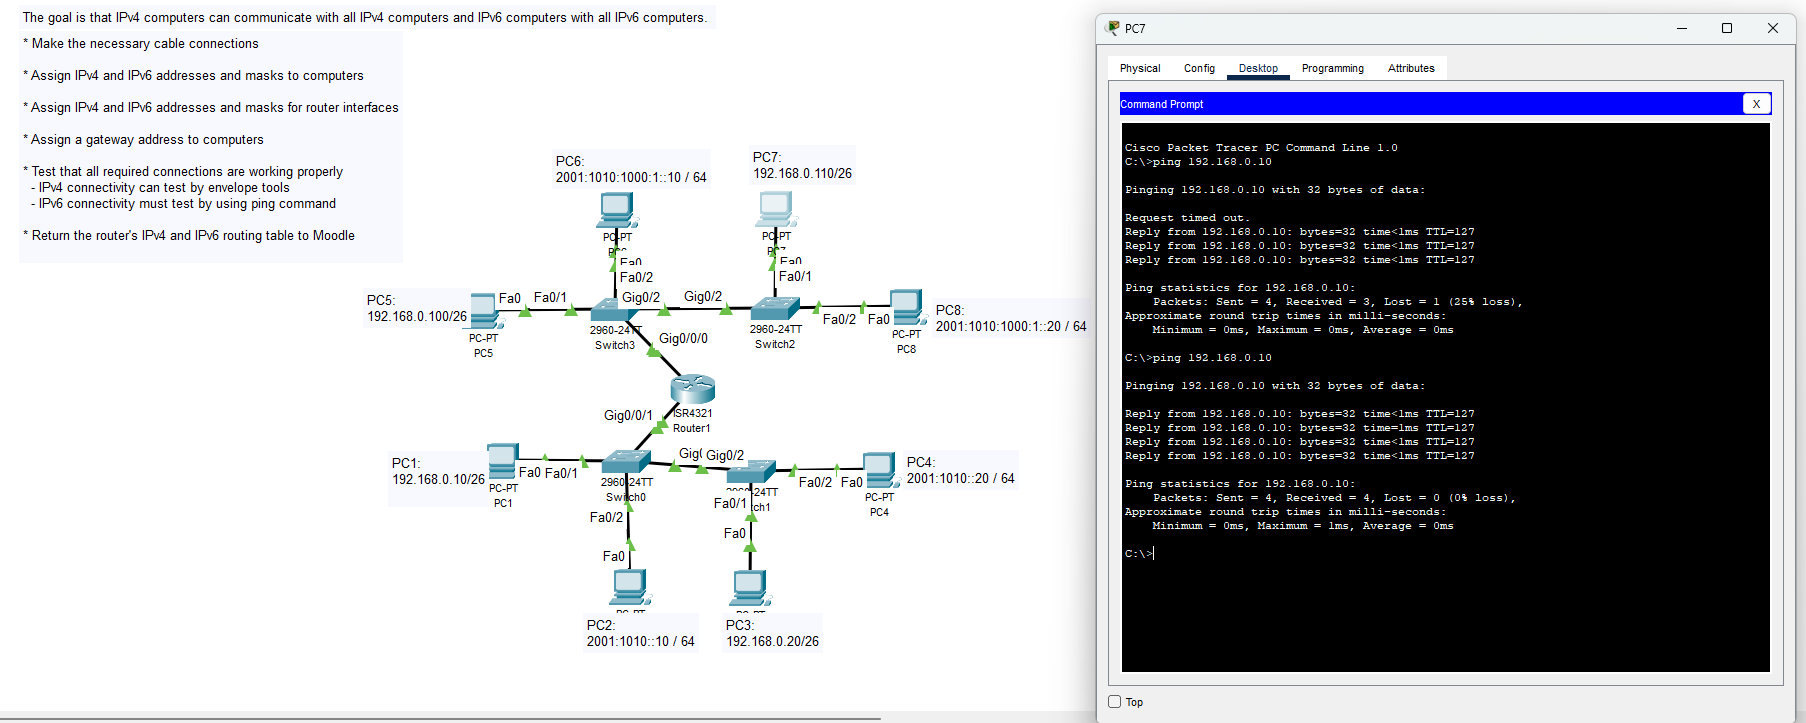 The goal is that IPv4 computers can communicate with all IPv4 computers and IPv6 computers with all IPv6 computers.
* Make the necessary cable connections
* Assign IPv4 and IPv6 addresses and masks to computers
* Assign IPv4 and IPv6 addresses and masks for router interfaces
* Assign a gateway address to computers
* Test that all required connections are working properly
- IPv4 connectivity can test by envelope tools
- IPv6 connectivity must test by using ping command
* Return the router's IPv4 and IPv6 routing table to Moodle
PC6:
2001:1010:1000:1::10 / 64
PC7:
192.168.0.110/26
PC-PT
Fa0
Fa0/2
PC-PT
Fa0
Fa0/1
PC5:
192.168.0.100/26
Fa0
Fa0/1
Gig0/2
Gig0/2
PC-PT
PC5
2960-24TT
Switch3
Gig0/0/0
2960-24TT
Switch2
Fa0/2
Fa0
PC-PT
PC8
PC8:
2001:1010:1000:1::20 / 64
Gig0/0/1
ISR4321
Router1
PC1:
192.168.0.10/26
PC-PT
PC1
Fa0
Fa0/1
2960-24TT
Switch0
Gig0/2
Fa0/2
Fa0
PC-PT
PC4
PC4:
2001:1010::20 / 64
Fa0/2
Fa0
Fa0/1
Fa0
PC2:
2001:1010::10 / 64
PC3:
192.168.0.20/26
PC7
Physical Config Desktop Programming Attributes
Command Prompt
X
Cisco Packet Tracer PC Command Line 1.0
C:\>ping 192.168.0.10
Pinging 192.168.0.10 with 32 bytes of data:
Request timed out.
Reply from 192.168.0.10: bytes=32 time<1ms TTL=127
Reply from 192.168.0.10: bytes=32 time<1ms TTL=127
Reply from 192.168.0.10: bytes=32 time<1ms TTL=127
Ping statistics for 192.168.0.10:
Packets: Sent = 4, Received = 3, Lost = 1 (25% loss),
Approximate round trip times in milli-seconds:
Minimum = 0ms, Maximum = 0ms, Average = 0ms
C:\>ping 192.168.0.10
Pinging 192.168.0.10 with 32 bytes of data:
Reply from 192.168.0.10: bytes=32 time<1ms TTL=127
Reply from 192.168.0.10: bytes=32 time=1ms TTL=127
Reply from 192.168.0.10: bytes=32 time<1ms TTL=127
Reply from 192.168.0.10: bytes=32 time<1ms TTL=127
Ping statistics for 192.168.0.10:
Packets: Sent = 4, Received = 4, Lost = 0 (0% loss),
Approximate round trip times in milli-seconds:
Minimum = 0ms, Maximum = 1ms, Average = 0ms
C:\>
Top